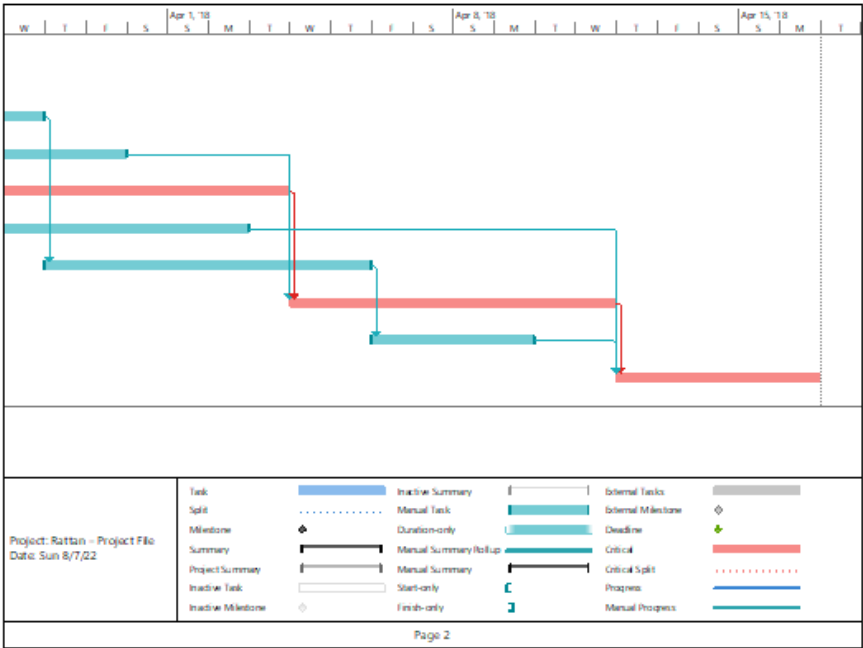 Apr 1, '18 Apr 8, '18 Apr 15, '18
W T F S S M T W T F S S M T W T F S S M T
Task Inactive Summary External Tasks
Split Manual Task External Milestone
Milestone Duration-only Deadline
Project: Rattan – Project File
Date: Sun 8/7/22
Summary Manual Summary Rollup Critical
Project Summary Manual Summary Critical Split
Inactive Task Start-only Progress
Inactive Milestone Finish-only Manual Progress
Page 2